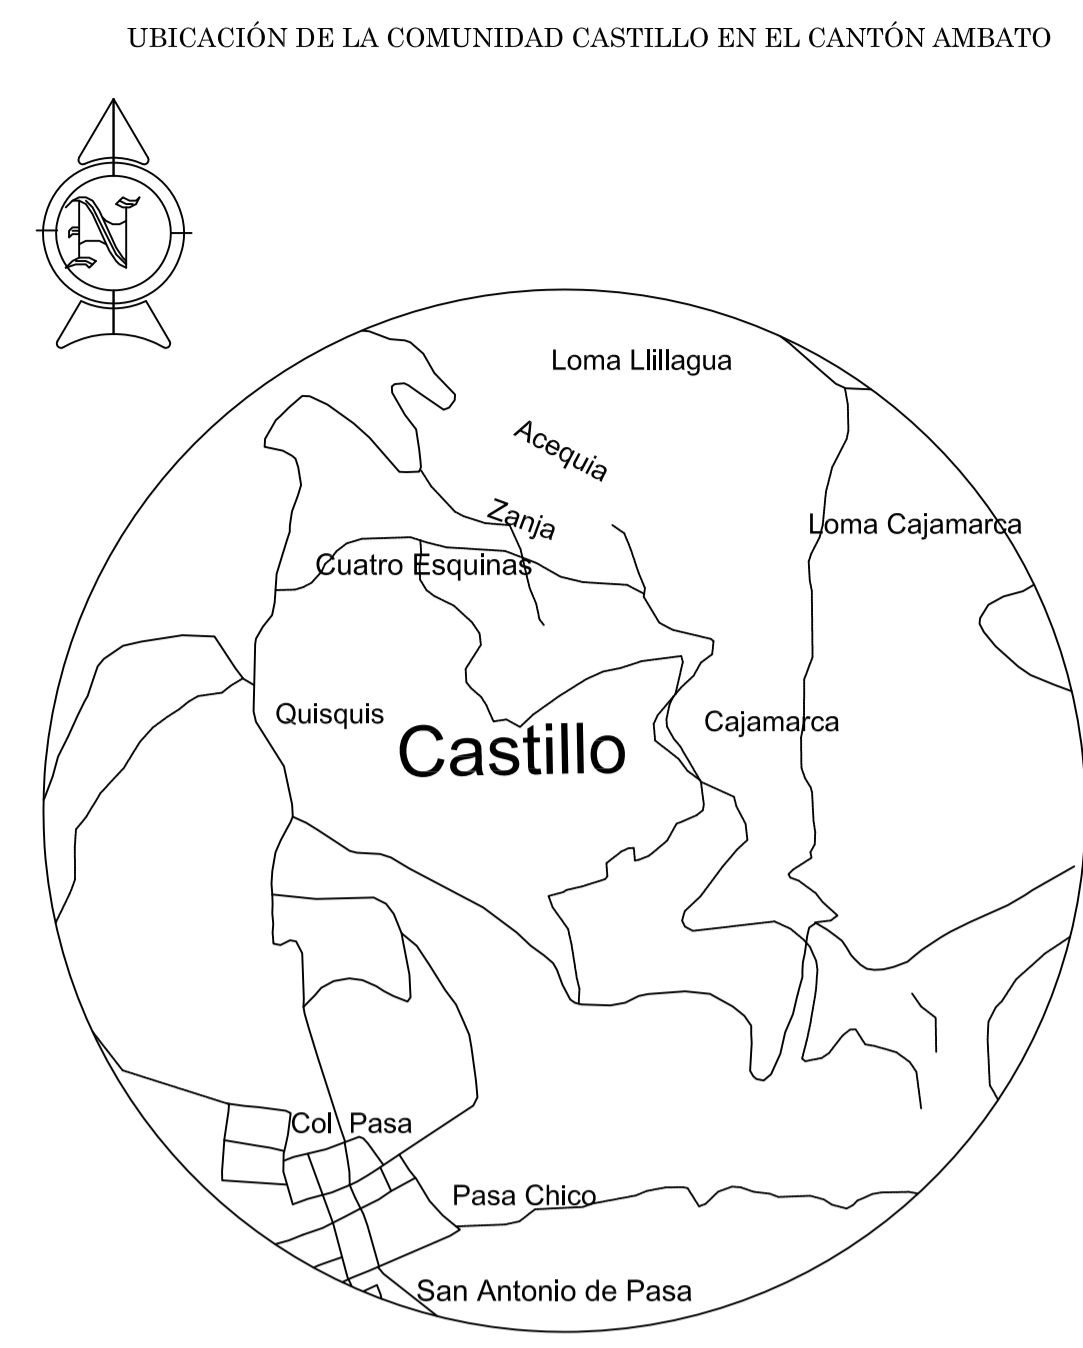 UBICACIÓN DE LA COMUNIDAD CASTILLO EN EL CANTÓN AMBATO
N
Loma Llillagua
Acequia
Zanja
Loma Cajamarca
Cuatro Esquinas
Quisquis
Castillo
Cajamarca
Col Pasa
Pasa Chico
San Antonio de Pasa